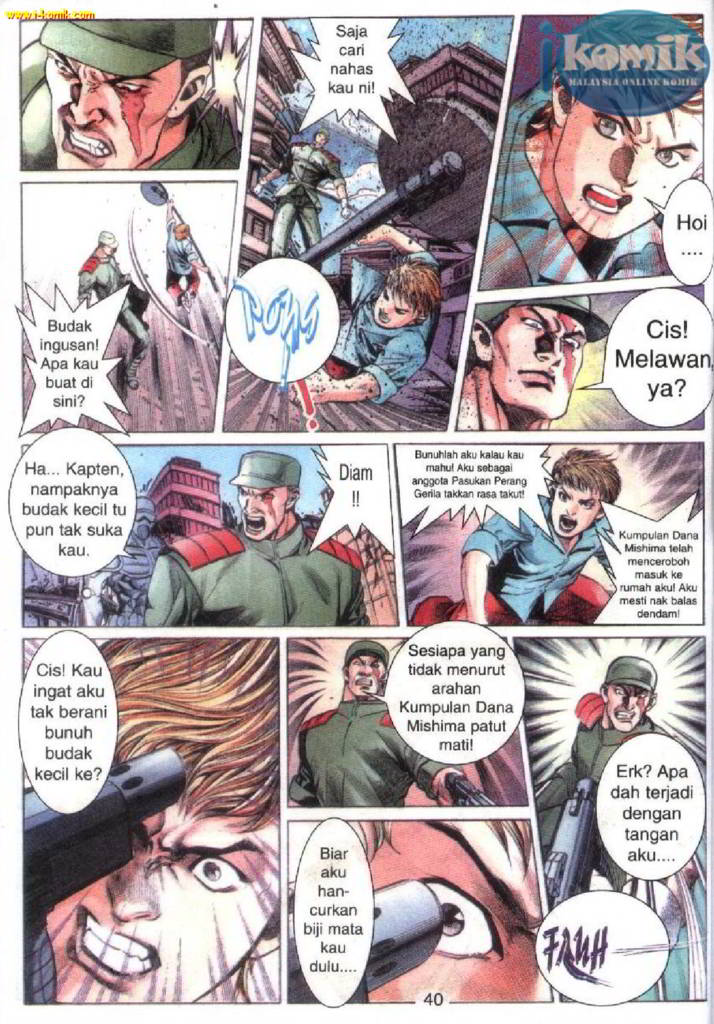 www.i-komik.com
ikomik
MALAYSIA ONLINE KOMIK
Saja
cari
nahas
kau ni!
Hoi
....
Budak
ingusan!
Apa kau
buat di
sini?
PONG
!
Cis!
Melawan,
ya?
Ha... Kapten,
nampaknya
budak kecil tu
pun tak suka
kau.
Diam
!!
Bunuhlah aku kalau kau
mahu! Aku sebagai
anggota Pasukan Perang
Gerila takkan rasa takut!
Kumpulan Dana
Mishima telah
menceroboh
masuk ke
rumah aku! Aku
mesti nak balas
dendam!
Cis! Kau
ingat aku
tak berani
bunuh
budak
kecil ke?
Sesiapa yang
tidak menurut
arahan
Kumpulan Dana
Mishima patut
mati!
Biar
aku
han-
curkan
biji mata
kau
dulu....
Erk? Apa
dah terjadi
dengan
tangan
aku....
40